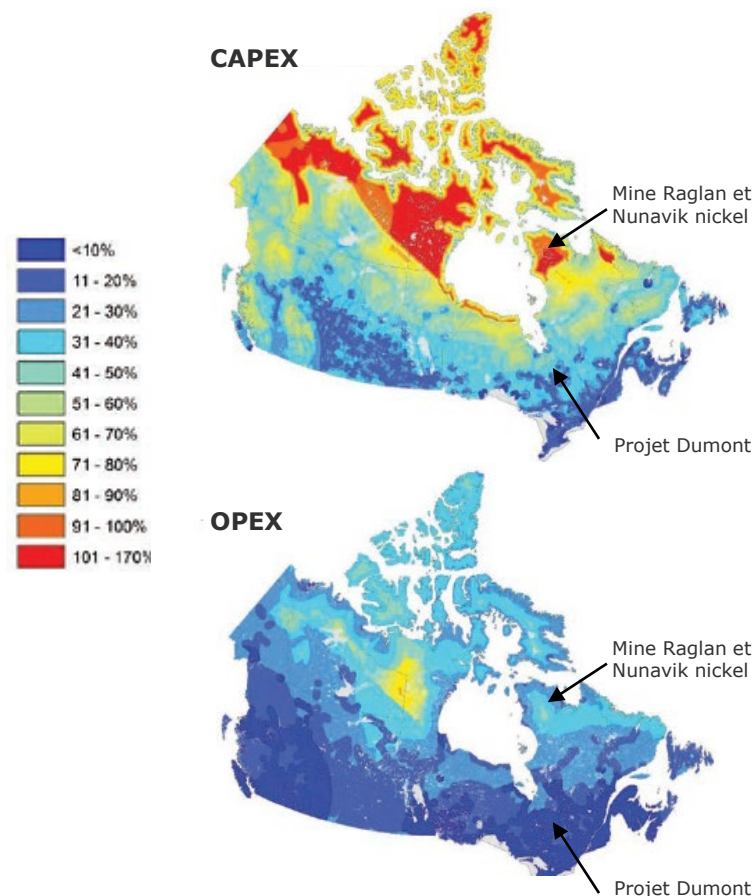 CAPEX
Mine Raglan et
Nunavik nickel
<10%
11 - 20%
21 - 30%
31 - 40%
41 - 50%
51 - 60%
61 - 70%
71 - 80%
81 - 90%
91 - 100%
101 - 170%
Projet Dumont
OPEX
Mine Raglan et
Nunavik nickel
Projet Dumont